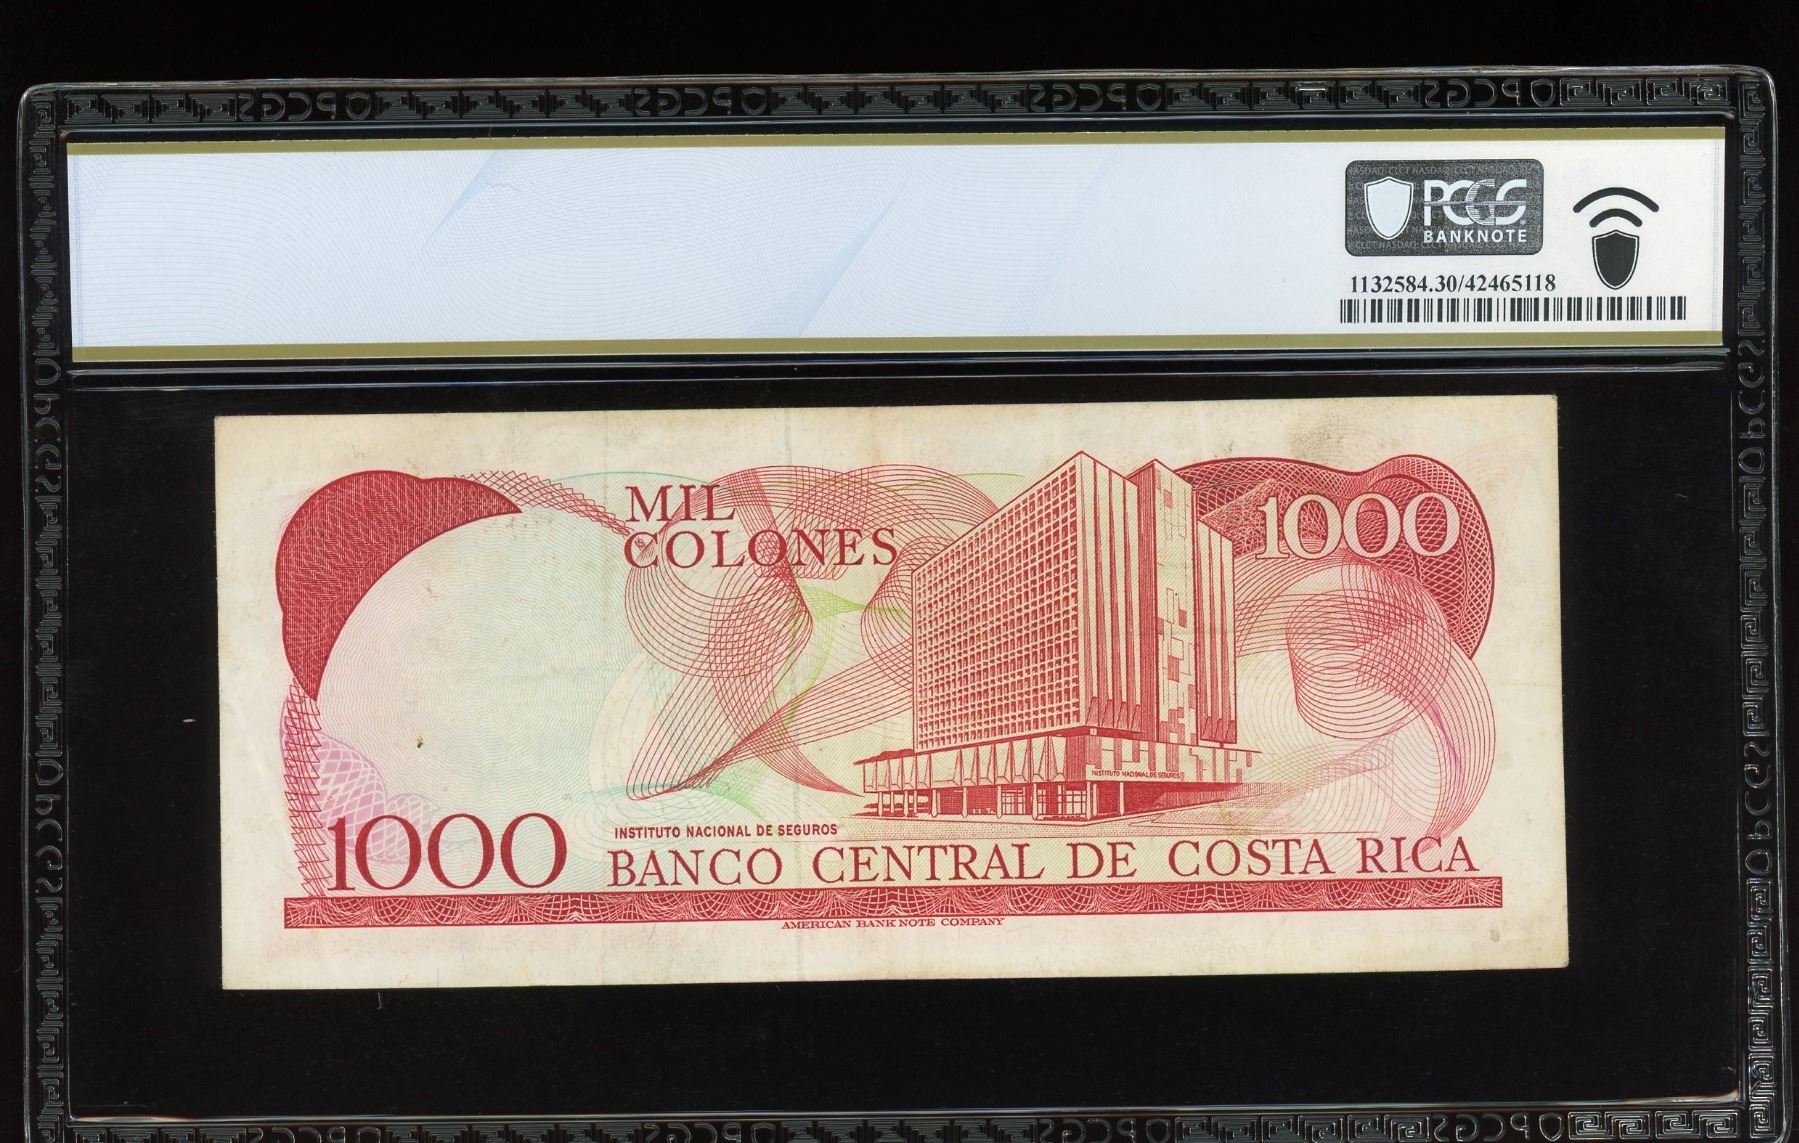 PCGS
BANKNOTE
1132584.30/42465118
MIL
COLONES
1000
INSTITUTO NACIONAL DE SEGUROS
1000
INSTITUTO NACIONAL DE SEGUROS
BANCO CENTRAL DE COSTA RICA
AMERICAN BANK NOTE COMPANY